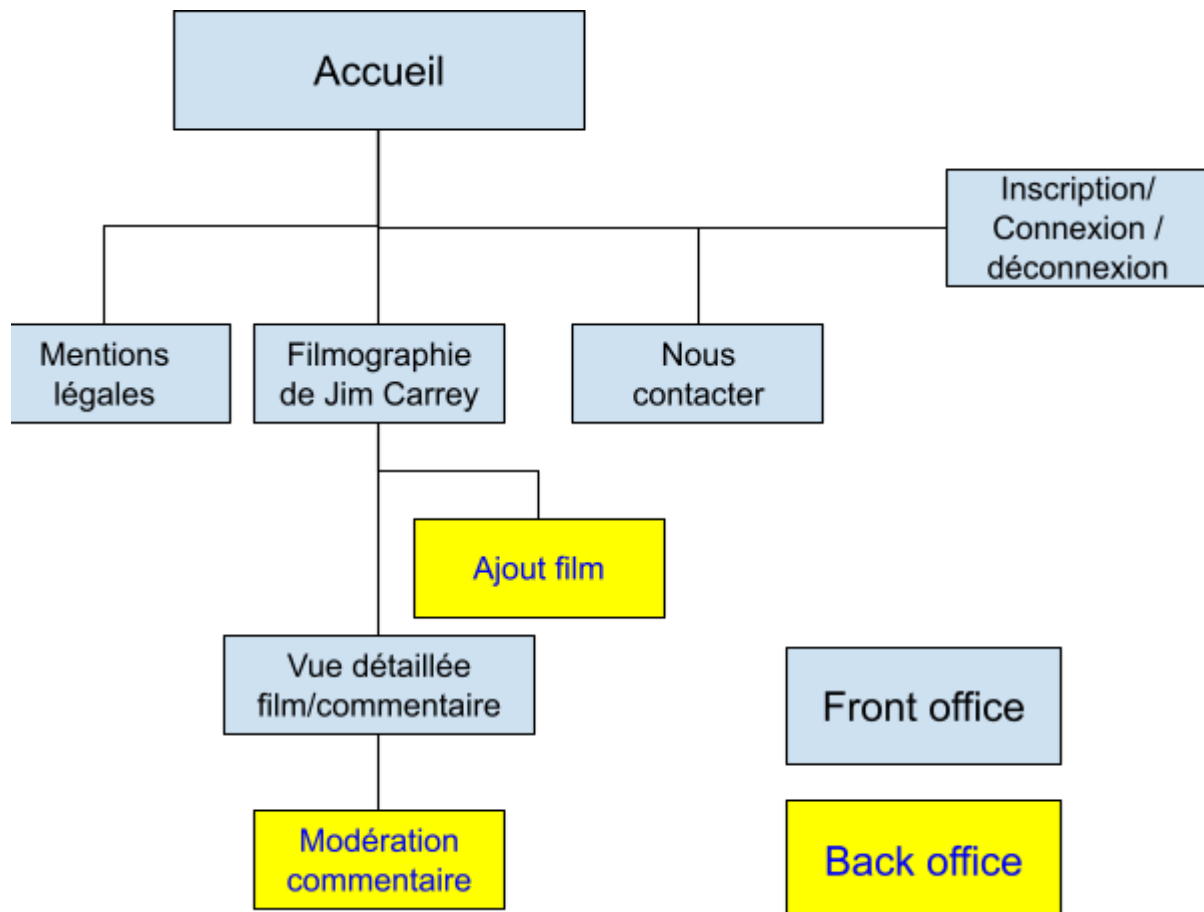 Accueil
Inscription/
Connexion /
déconnexion
Mentions
légales
Filmographie
de Jim Carrey
Nous
contacter
Ajout film
Vue détaillée
film/commentaire
Front office
Modération
commentaire
Back office